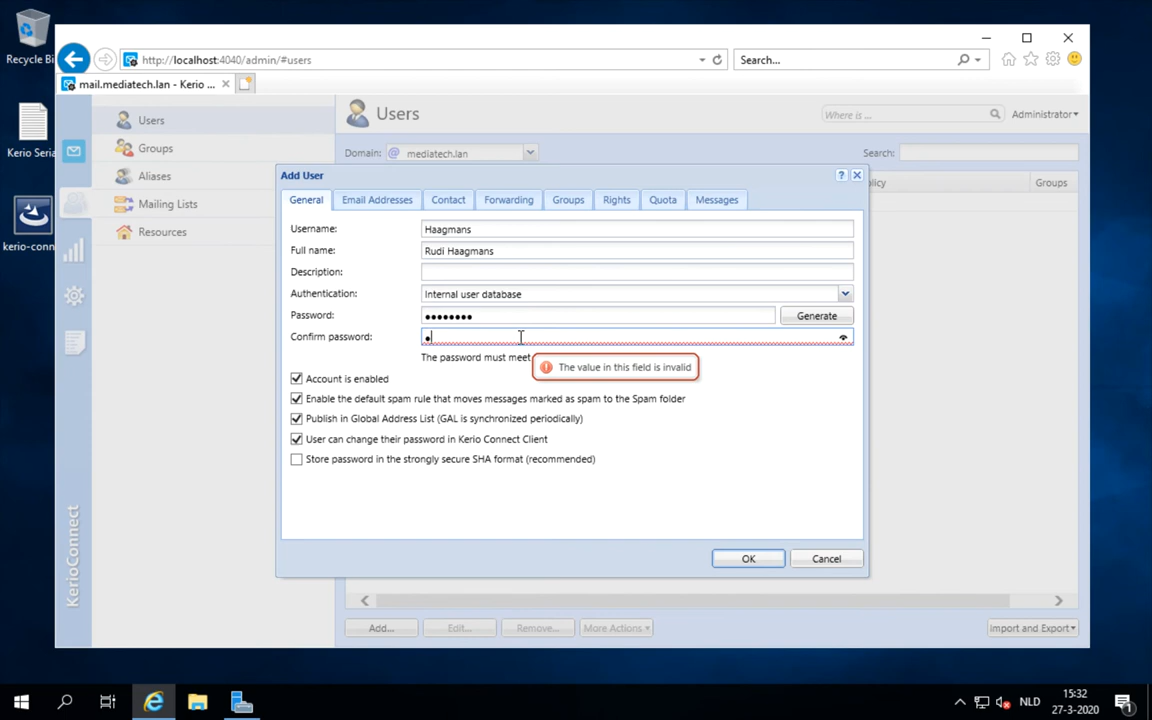 Recycle Bi
http://localhost:4040/admin/#users
Search...
mail.mediatech.lan - Kerio ...
Users
Groups
Aliases
Mailing Lists
Resources
Users
Where is ...
Administrator
Domain:
mediatech.lan
Search:
olicy
Groups
Kerio Seria
kerio-conn
KerioConnect
Add User
General
Email Addresses
Contact
Forwarding
Groups
Rights
Quota
Messages
Username:
Haagmans
Full name:
Rudi Haagmans
Description:
Authentication:
Internal user database
Password:
●●●●●●●●
Generate
Confirm password:
●
The password must meet
The value in this field is invalid
Account is enabled
Enable the default spam rule that moves messages marked as spam to the Spam folder
Publish in Global Address List (GAL is synchronized periodically)
User can change their password in Kerio Connect Client
Store password in the strongly secure SHA format (recommended)
OK
Cancel
Add...
Edit...
Remove...
More Actions
Import and Export
NLD
15:32
27-3-2020
1